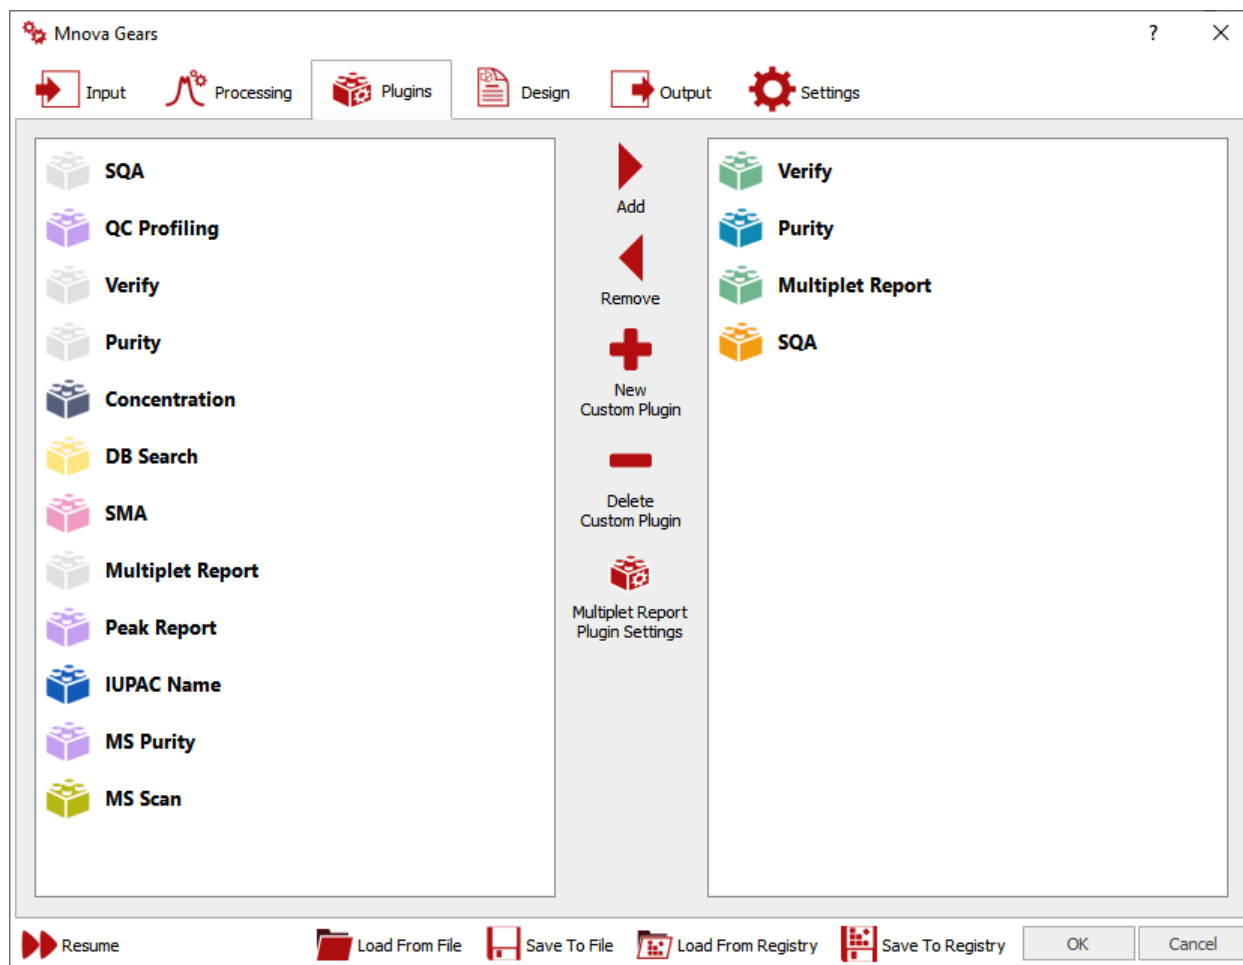 Mnova Gears
?
Input
Processing
Plugins
Design
Output
Settings
SQA
QC Profiling
Verify
Purity
Concentration
DB Search
SMA
Multiplet Report
Peak Report
IUPAC Name
MS Purity
MS Scan
Add
Remove
New
Custom Plugin
Delete
Custom Plugin
Multiplet Report
Plugin Settings
Verify
Purity
Multiplet Report
SQA
Resume
Load From File
Save To File
Load From Registry
Save To Registry
OK
Cancel